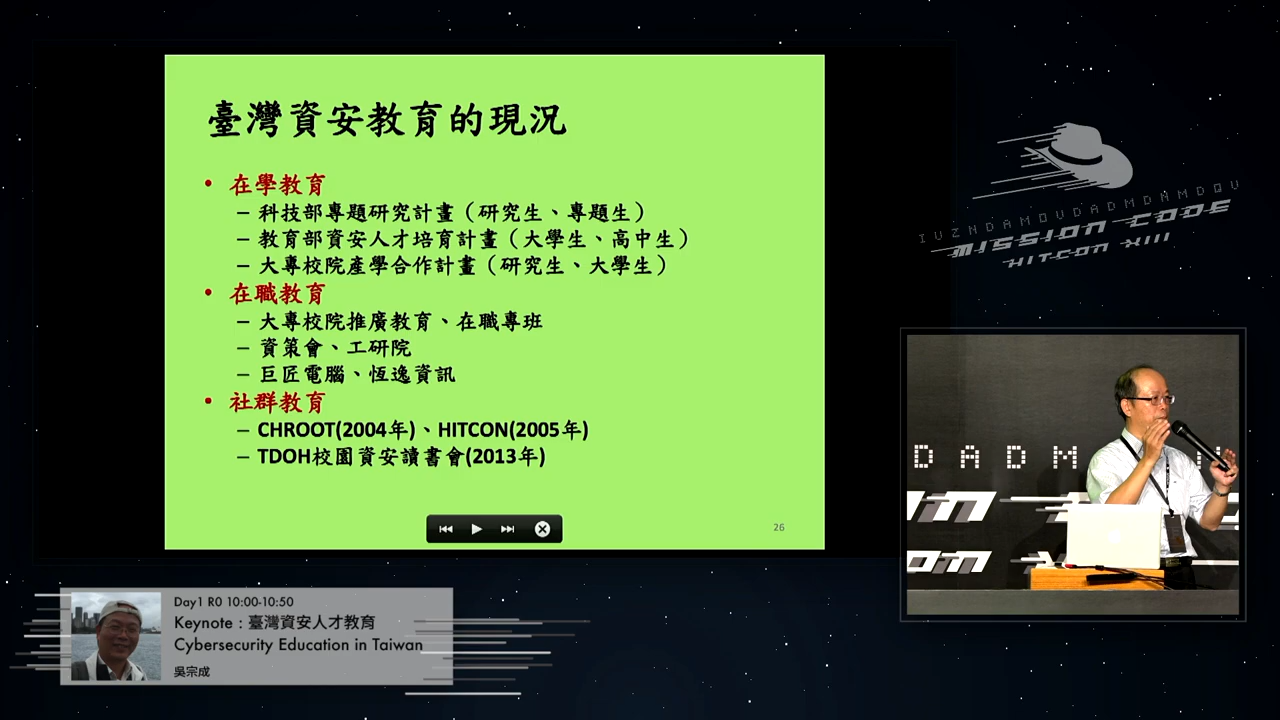 臺灣資安教育的現況
• 在學教育
– 科技部專題研究計畫（研究生、專題生）
– 教育部資安人才培育計畫（大學生、高中生）
– 大專校院產學合作計畫（研究生、大學生）
• 在職教育
– 大專校院推廣教育、在職專班
– 資策會、工研院
– 巨匠電腦、恆逸資訊
• 社群教育
– CHROOT(2004年)、HITCON(2005年)
– TDOH校園資安讀書會(2013年)
26
IVZNDAMOVDADMDAMDQV
MISSION CODE
HITCON XIII
DADM
Day1 R0 10:00-10:50
Keynote：臺灣資安人才教育
Cybersecurity Education in Taiwan
吳宗成